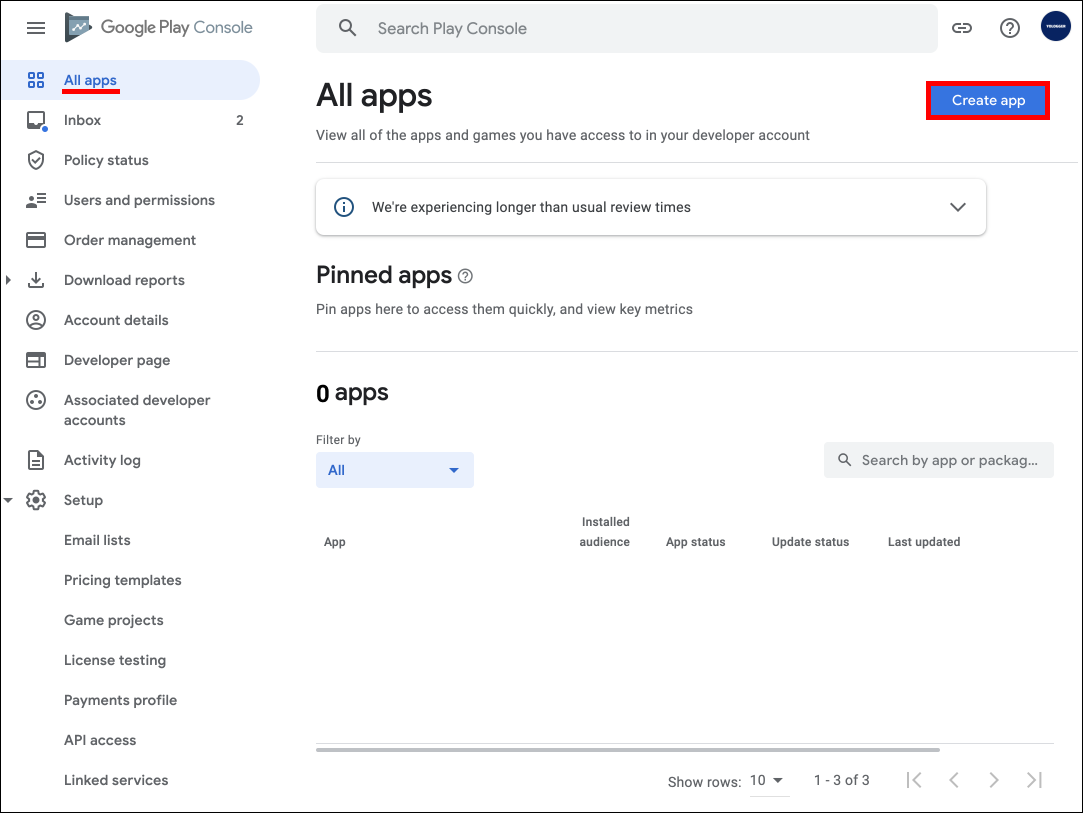 Google Play Console
Search Play Console
All apps
Inbox 2
Policy status
Users and permissions
Order management
Download reports
Account details
Developer page
Associated developer
accounts
Activity log
Setup
Email lists
Pricing templates
Game projects
License testing
Payments profile
API access
Linked services
All apps
Create app
View all of the apps and games you have access to in your developer account
We're experiencing longer than usual review times
Pinned apps
Pin apps here to access them quickly, and view key metrics
0 apps
Filter by
All
Search by app or packag...
App
Installed
audience
App status
Update status
Last updated
Show rows: 10
1 - 3 of 3